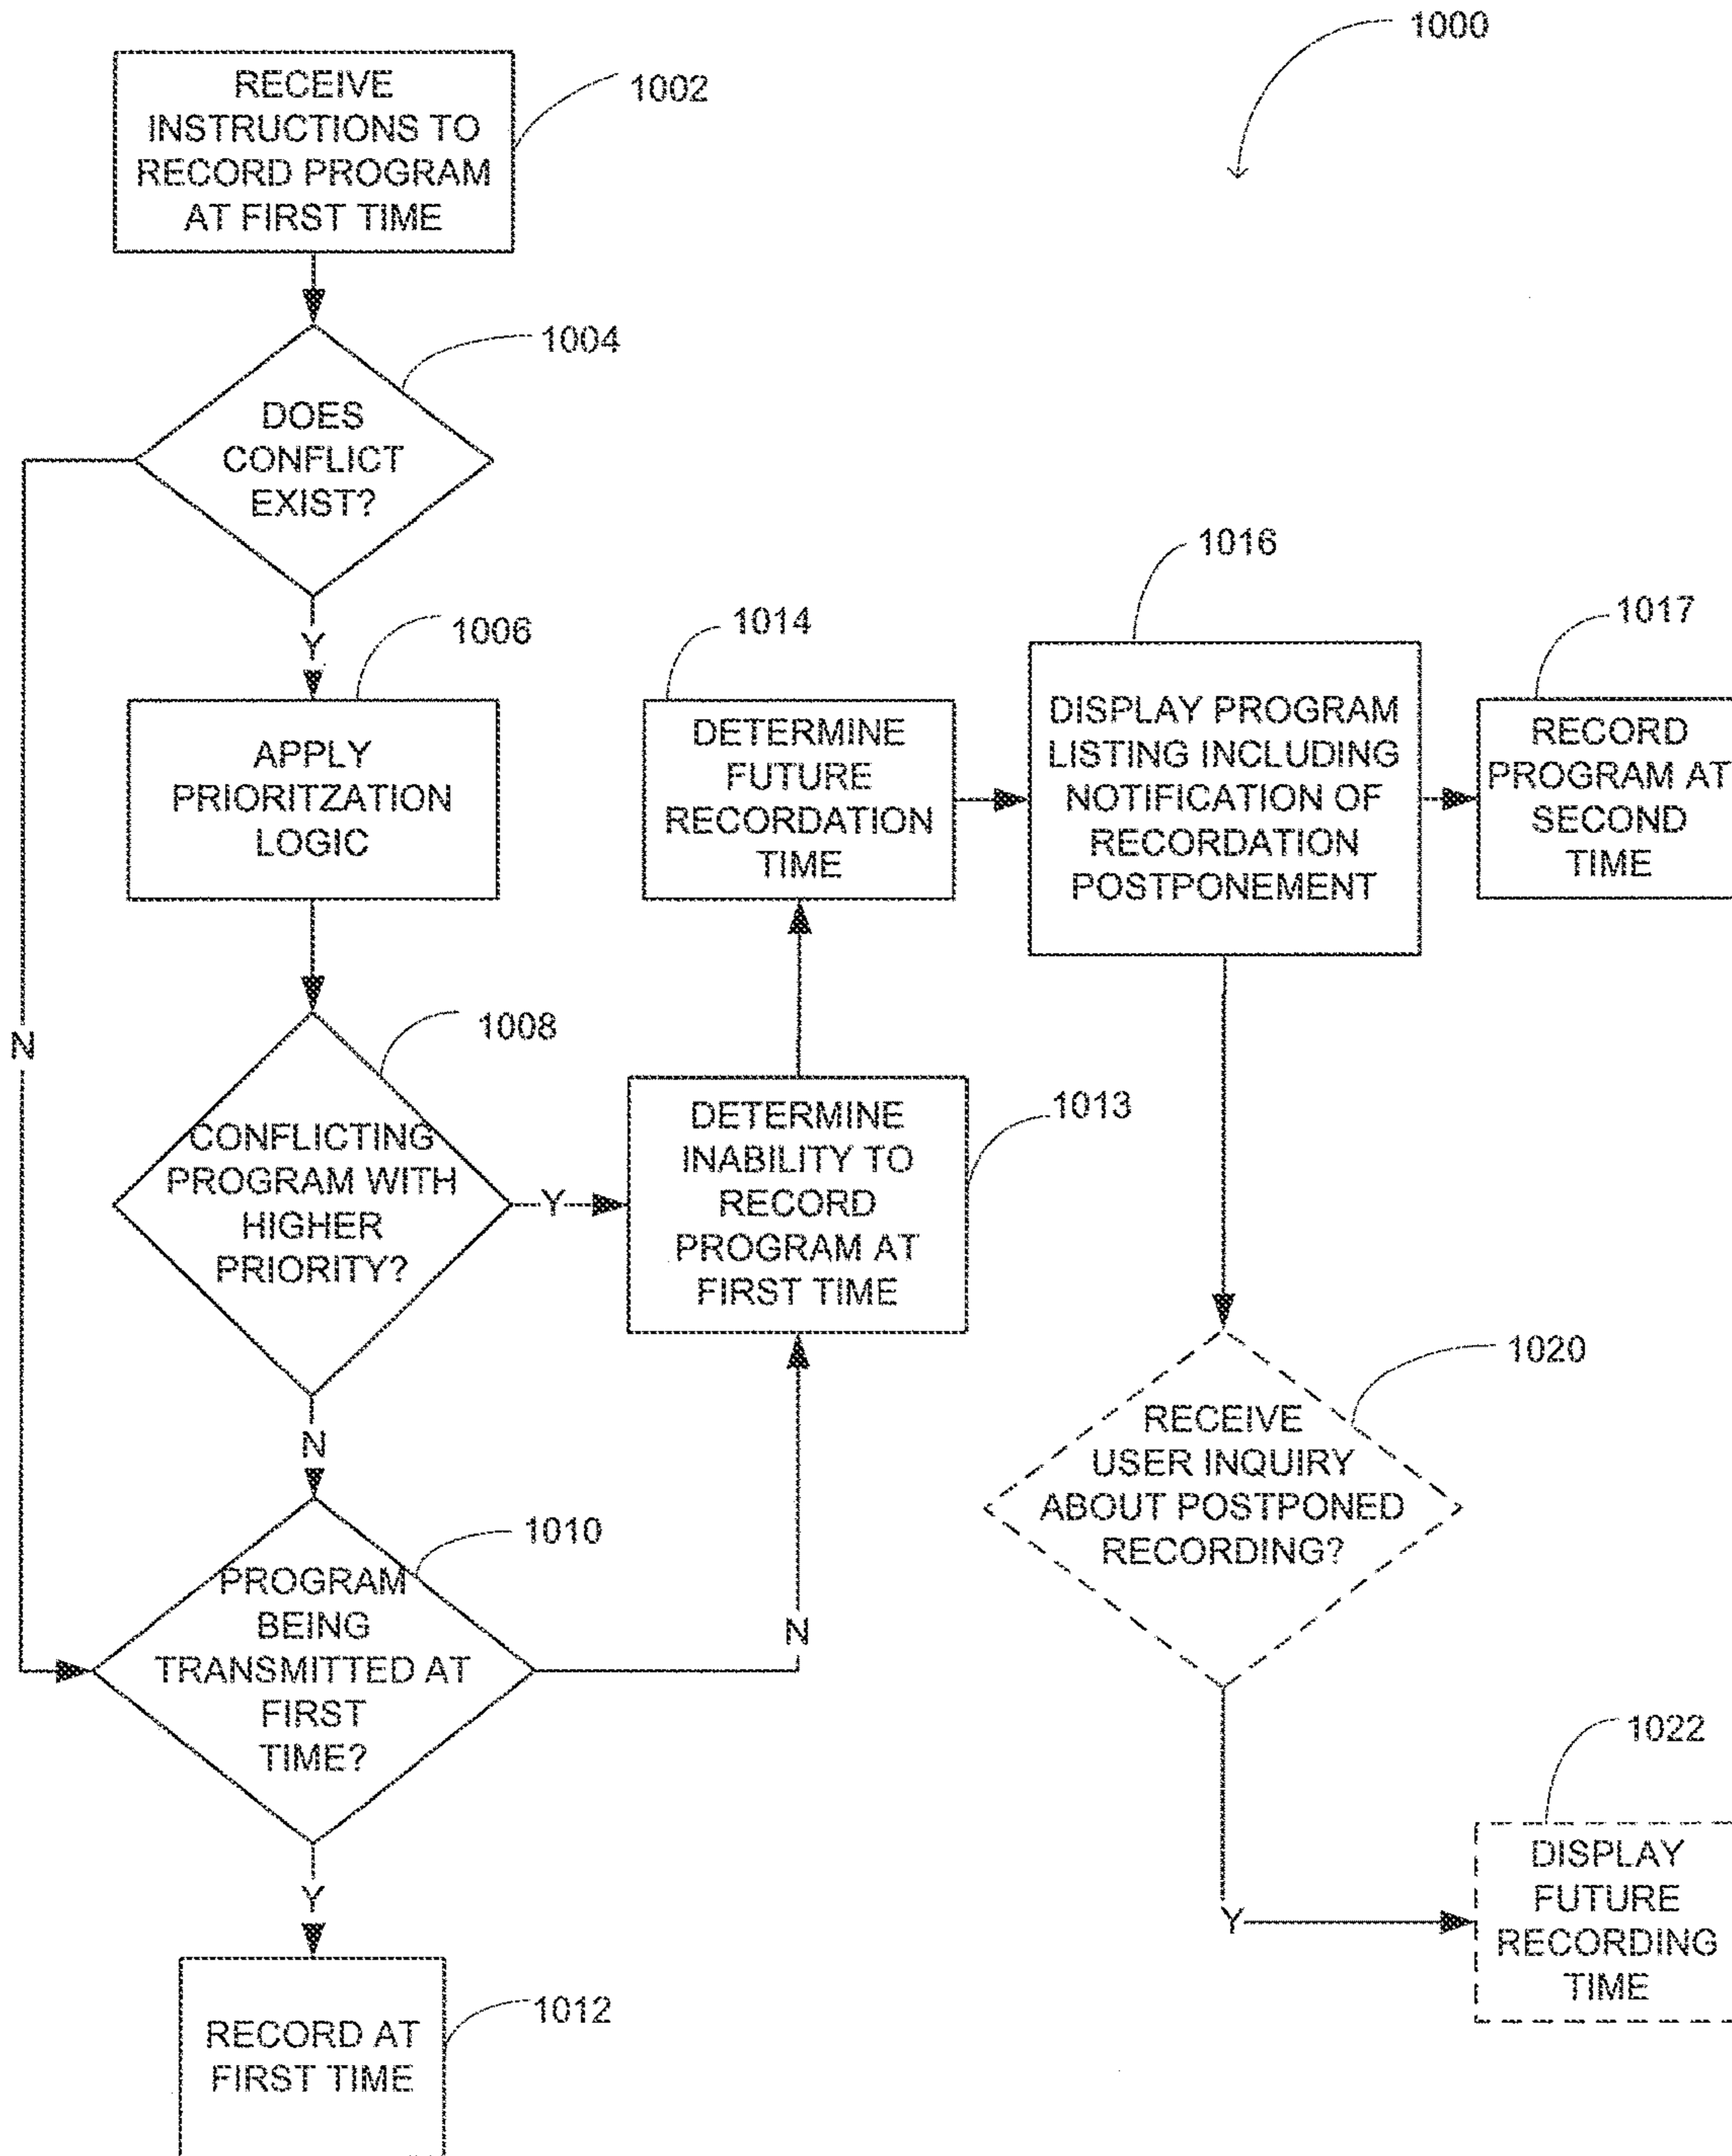 1000
RECEIVE
INSTRUCTIONS TO
RECORD PROGRAM
AT FIRST TIME
1002
1004
DOES
CONFLICT
EXIST?
N
Y
1006
APPLY
PRIORITZATION
LOGIC
1008
CONFLICTING
PROGRAM WITH
HIGHER
PRIORITY?
Y
N
1010
PROGRAM
BEING
TRANSMITTED AT
FIRST
TIME?
N
Y
1012
RECORD AT
FIRST TIME
1013
DETERMINE
INABILITY TO
RECORD
PROGRAM AT
FIRST TIME
1014
DETERMINE
FUTURE
RECORDATION
TIME
1016
DISPLAY PROGRAM
LISTING INCLUDING
NOTIFICATION OF
RECORDATION
POSTPONEMENT
1017
RECORD
PROGRAM AT
SECOND
TIME
1020
RECEIVE
USER INQUIRY
ABOUT POSTPONED
RECORDING?
Y
1022
DISPLAY
FUTURE
RECORDING
TIME